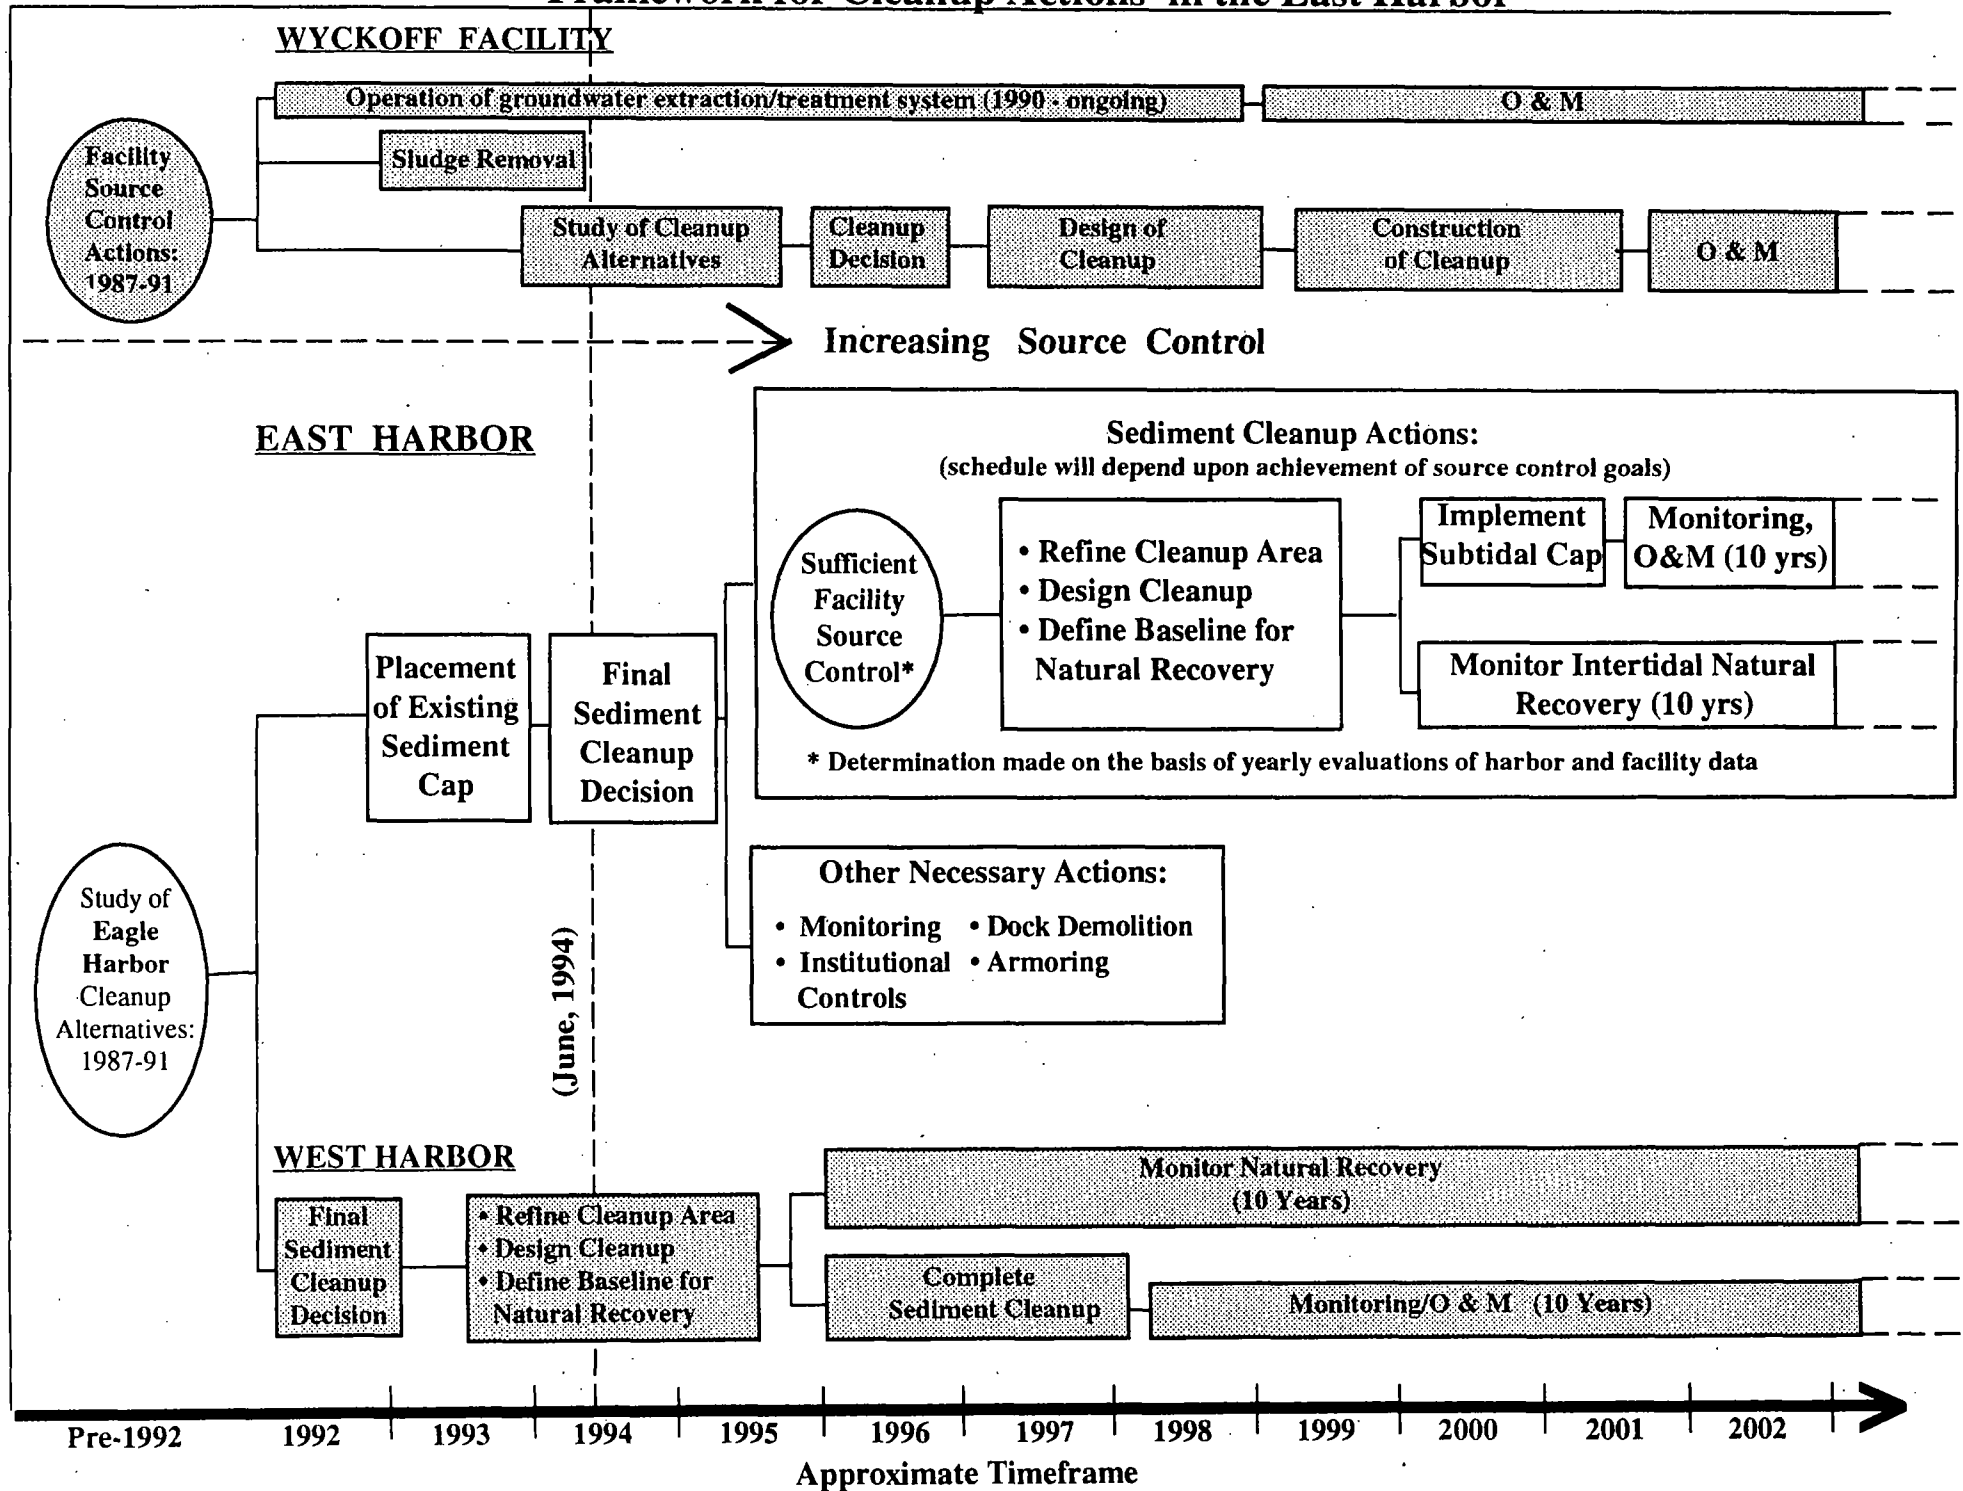 Framework for Cleanup Actions in the East Harbor
WYCKOFF FACILITY
Operation of groundwater extraction/treatment system (1990 - ongoing)
O & M
Facility
Source
Control
Actions:
1987-91
Sludge Removal
Study of Cleanup
Alternatives
Cleanup
Decision
Design of
Cleanup
Construction
of Cleanup
O & M
Increasing Source Control
EAST HARBOR
Sediment Cleanup Actions:
(schedule will depend upon achievement of source control goals)
Sufficient
Facility
Source
Control*
• Refine Cleanup Area
• Design Cleanup
• Define Baseline for
Natural Recovery
Implement
Subtidal Cap
Monitoring,
O&M (10 yrs)
Monitor Intertidal Natural
Recovery (10 yrs)
* Determination made on the basis of yearly evaluations of harbor and facility data
Placement
of Existing
Sediment
Cap
Final
Sediment
Cleanup
Decision
Other Necessary Actions:
• Monitoring • Dock Demolition
• Institutional • Armoring
Controls
Study of
Eagle
Harbor
Cleanup
Alternatives:
1987-91
(June, 1994)
WEST HARBOR
Final
Sediment
Cleanup
Decision
• Refine Cleanup Area
• Design Cleanup
• Define Baseline for
Natural Recovery
Monitor Natural Recovery
(10 Years)
Complete
Sediment Cleanup
Monitoring/O & M (10 Years)
Pre-1992 1992 1993 1994 1995 1996 1997 1998 1999 2000 2001 2002
Approximate Timeframe